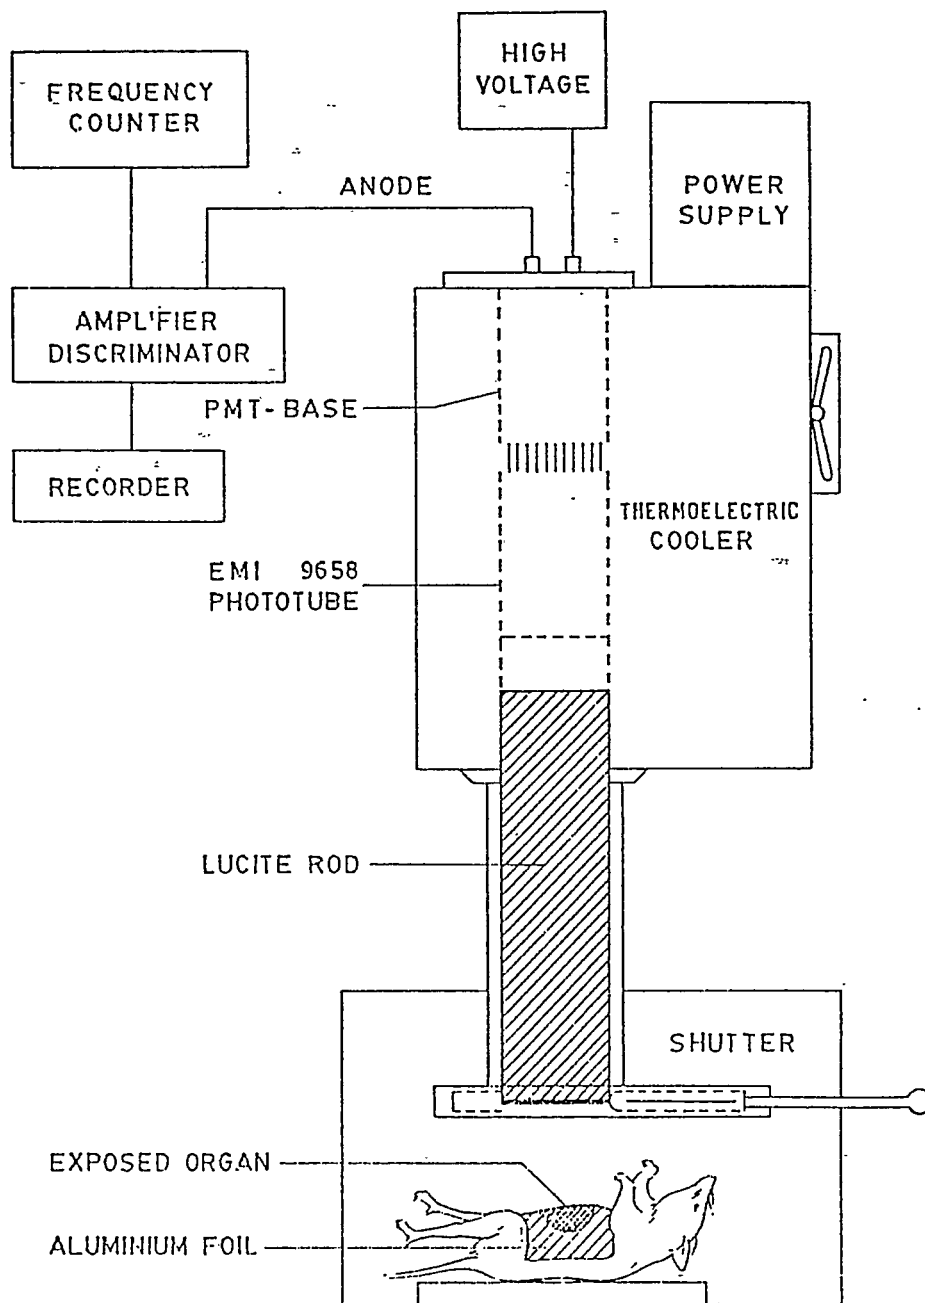 HIGH
VOLTAGE
FREQUENCY
COUNTER
POWER
SUPPLY
ANODE
AMPL'FIER
DISCRIMINATOR
PMT-BASE
RECORDER
THERMOELECTRIC
COOLER
EMI 9658
PHOTOTUBE
LUCITE ROD
SHUTTER
EXPOSED ORGAN
ALUMINIUM FOIL